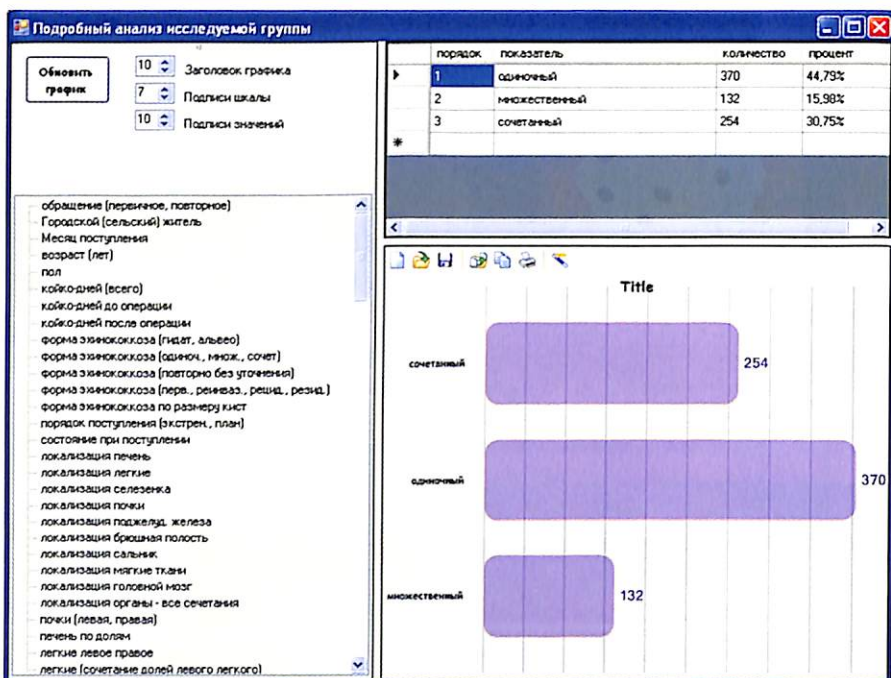 Подробный анализ исследуемой группы
Обновить график
10 Заголовок графика
7 Подписи шкалы
10 Подписи значений
порядок показатель количество процент
1 одиночный 370 44,79%
2 множественный 132 15,98%
3 сочетанный 254 30,75%
обращение (первичное, повторное)
Городской (сельский) житель
Месяц поступления
возраст (лет)
пол
койко-дней (всего)
койко-дней до операции
койко-дней после операции
форма эхинококкоза (гидат, альвео)
форма эхинококкоза (одиноч., множ., сочет)
форма эхинококкоза (повторно без уточнения)
форма эхинококкоза (перв., реинваз., рецид., резид.)
форма эхинококкоза по размеру кист
порядок поступления (экстрен., план)
состояние при поступлении
локализация печень
локализация легкие
локализация селезенка
локализация почки
локализация поджелуд. железа
локализация брюшная полость
локализация сальник
локализация мягкие ткани
локализация головной мозг
локализация органы - все сочетания
почки (левая, правая)
печень по долям
легкие левое правое
легкие (сочетание долей левого легкого)
Title
сочетанный 254
одиночный 370
множественный 132